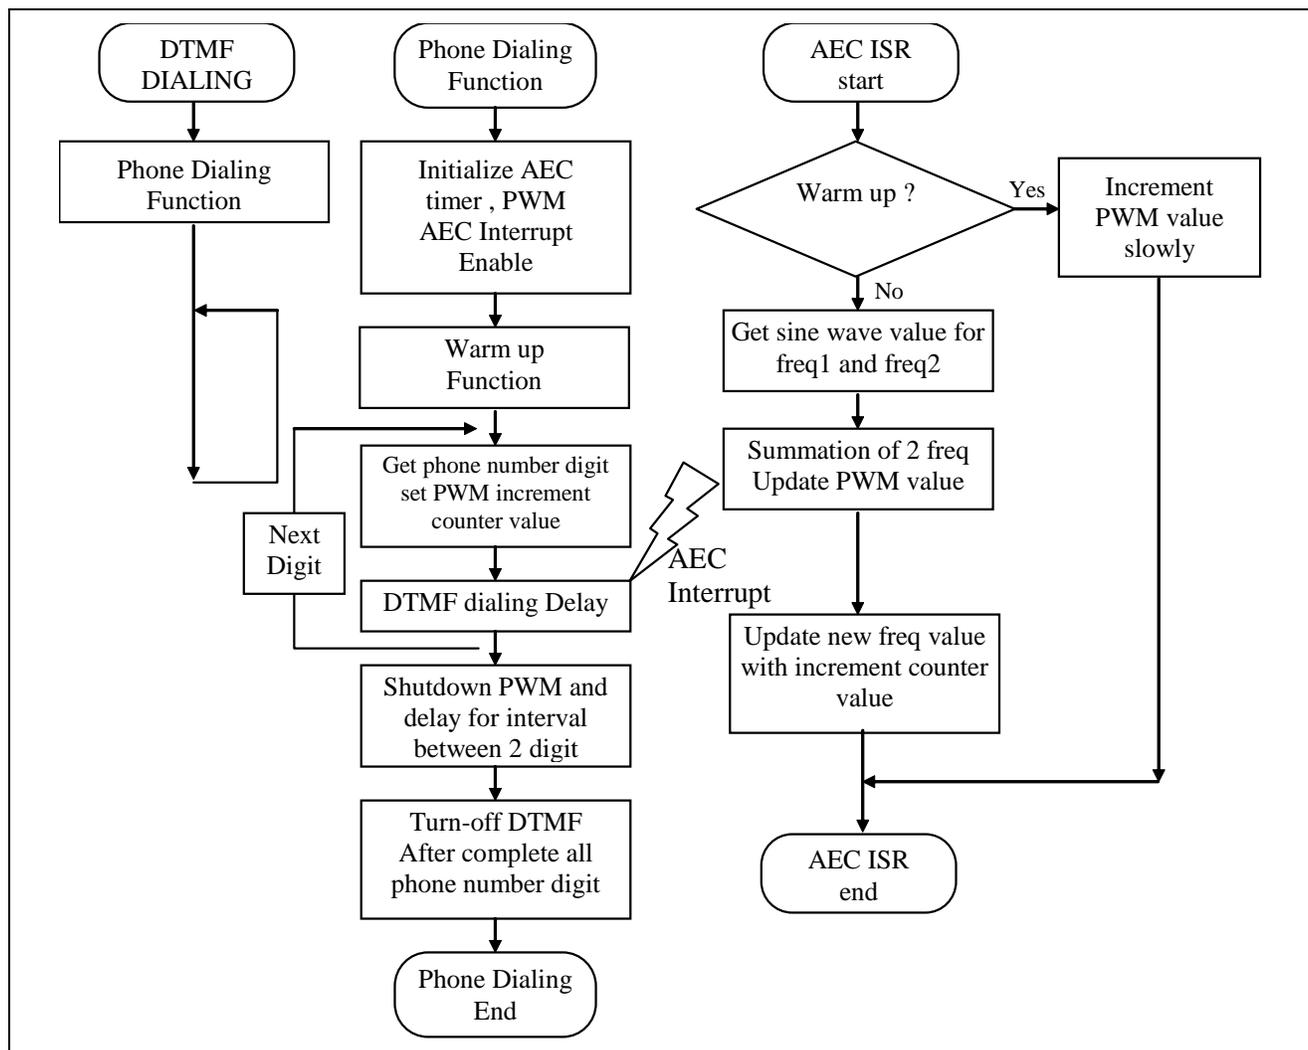 DTMF
DIALING
Phone Dialing
Function
Phone Dialing
Function
Initialize AEC
timer , PWM
AEC Interrupt
Enable
Warm up
Function
Get phone number digit
set PWM increment
counter value
Next
Digit
DTMF dialing Delay
AEC
Interrupt
Shutdown PWM and
delay for interval
between 2 digit
Turn-off DTMF
After complete all
phone number digit
Phone Dialing
End
AEC ISR
start
Warm up ?
Yes
Increment
PWM value
slowly
No
Get sine wave value for
freq1 and freq2
Summation of 2 freq
Update PWM value
Update new freq value
with increment counter
value
AEC ISR
end